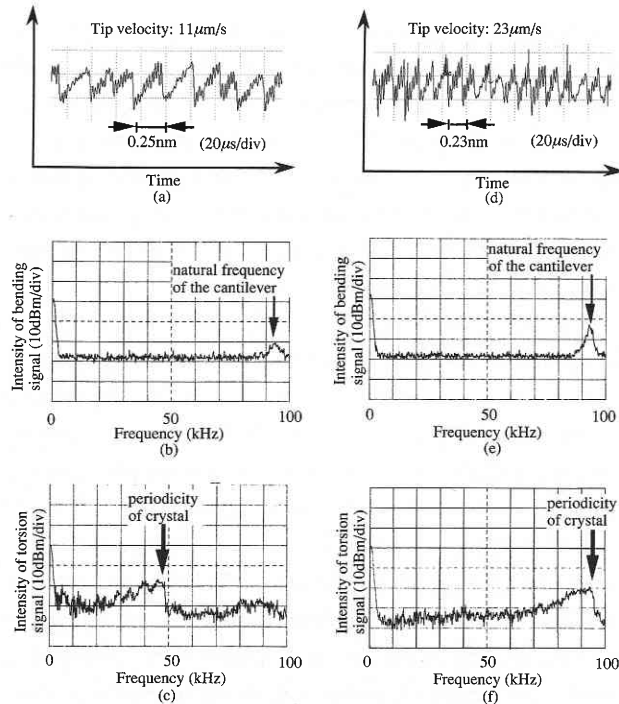 Tip velocity: 11μm/s
0.25nm
(20μs/div)
Time
(a)
Tip velocity: 23μm/s
0.23nm
(20μs/div)
Time
(d)
Intensity of bending
signal (10dBm/div)
natural frequency
of the cantilever
0
50
100
Frequency (kHz)
(b)
Intensity of bending
signal (10dBm/div)
natural frequency
of the cantilever
0
50
100
Frequency (kHz)
(e)
Intensity of torsion
signal (10dBm/div)
periodicity
of crystal
0
50
100
Frequency (kHz)
(c)
Intensity of torsion
signal (10dBm/div)
periodicity
of crystal
0
50
100
Frequency (kHz)
(f)